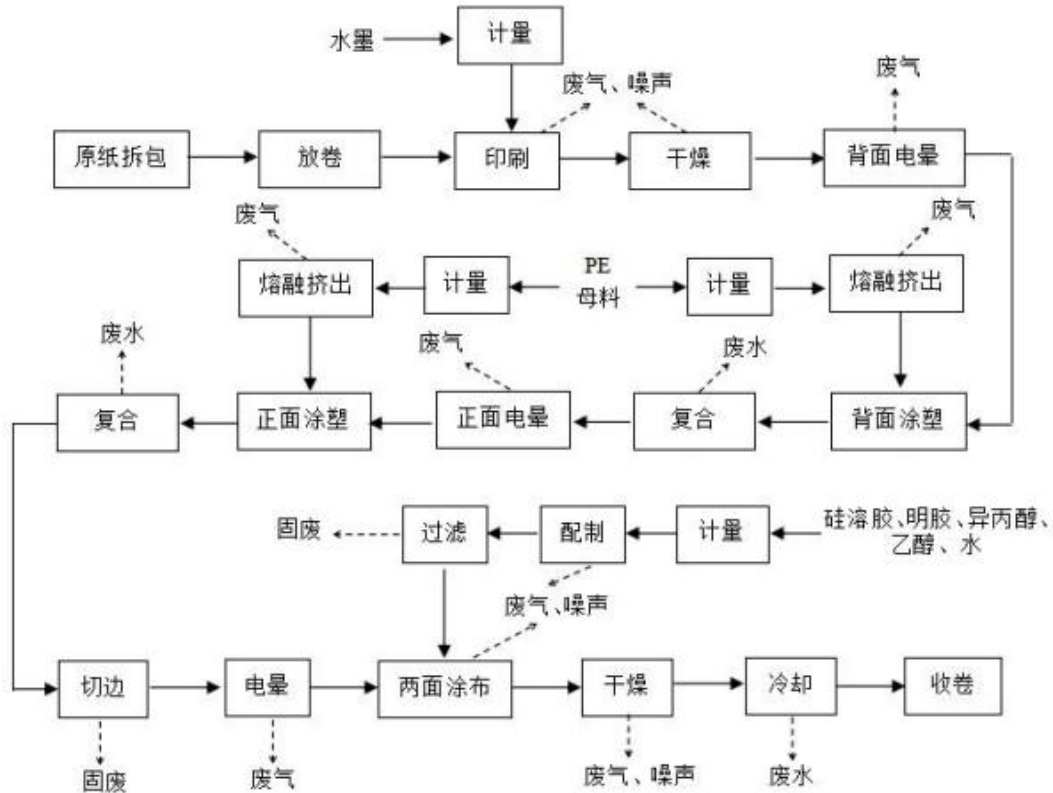 水墨
计量
废气、噪声
废气
原纸拆包
放卷
印刷
干燥
背面电晕
废气
废气
熔融挤出
计量
PE
母料
计量
熔融挤出
废水
废气
废水
复合
正面涂塑
正面电晕
复合
背面涂塑
固废
过滤
配制
计量
硅溶胶、明胶、异丙醇、
乙醇、水
废气、噪声
切边
电晕
两面涂布
干燥
冷却
收卷
固废
废气
废气、噪声
废水